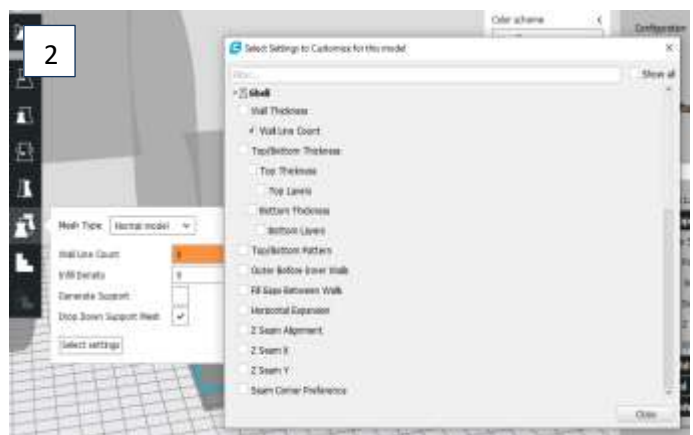 2
Color scheme
Configuration
Select Settings to Customize for this model
Filter...
Show all
Shell
Wall Thickness
Wall Line Count
Top/Bottom Thickness
Top Thickness
Top Layers
Bottom Thickness
Bottom Layers
Top/Bottom Pattern
Outer Before Inner Walls
Fill Gaps Between Walls
Horizontal Expansion
Z Seam Alignment
Z Seam X
Z Seam Y
Seam Corner Preference
Close
Mesh Type Normal model
Wall Line Count
Infill Density
Generate Support
Drop Down Support Mesh
Select settings